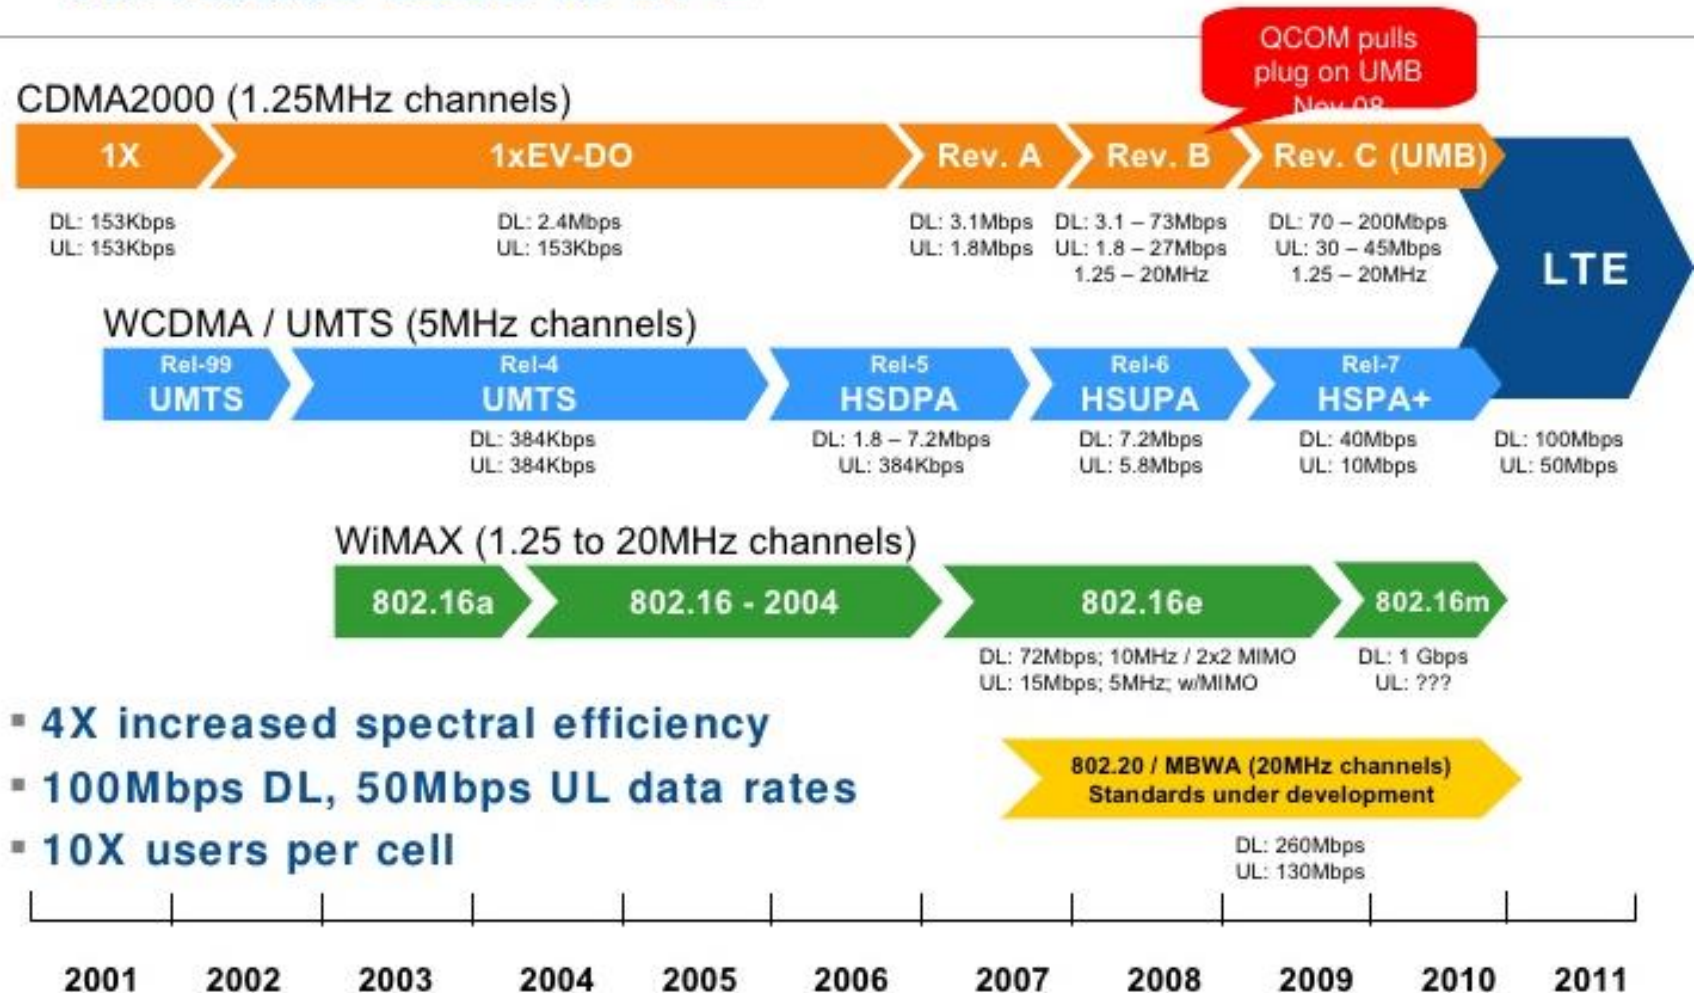 QCOM pulls
plug on UMB
Nov 08
CDMA2000 (1.25MHz channels)
1X
1xEV-DO
Rev. A
Rev. B
Rev. C (UMB)
DL: 153Kbps
UL: 153Kbps
DL: 2.4Mbps
UL: 153Kbps
DL: 3.1Mbps
UL: 1.8Mbps
DL: 3.1 – 73Mbps
UL: 1.8 – 27Mbps
1.25 – 20MHz
DL: 70 – 200Mbps
UL: 30 – 45Mbps
1.25 – 20MHz
LTE
WCDMA / UMTS (5MHz channels)
Rel-99
UMTS
Rel-4
UMTS
Rel-5
HSDPA
Rel-6
HSUPA
Rel-7
HSPA+
DL: 384Kbps
UL: 384Kbps
DL: 1.8 – 7.2Mbps
UL: 384Kbps
DL: 7.2Mbps
UL: 5.8Mbps
DL: 40Mbps
UL: 10Mbps
DL: 100Mbps
UL: 50Mbps
WiMAX (1.25 to 20MHz channels)
802.16a
802.16 - 2004
802.16e
802.16m
DL: 72Mbps; 10MHz / 2x2 MIMO
UL: 15Mbps; 5MHz; w/MIMO
DL: 1 Gbps
UL: ???
▪ 4X increased spectral efficiency
▪ 100Mbps DL, 50Mbps UL data rates
▪ 10X users per cell
802.20 / MBWA (20MHz channels)
Standards under development
DL: 260Mbps
UL: 130Mbps
2001 2002 2003 2004 2005 2006 2007 2008 2009 2010 2011